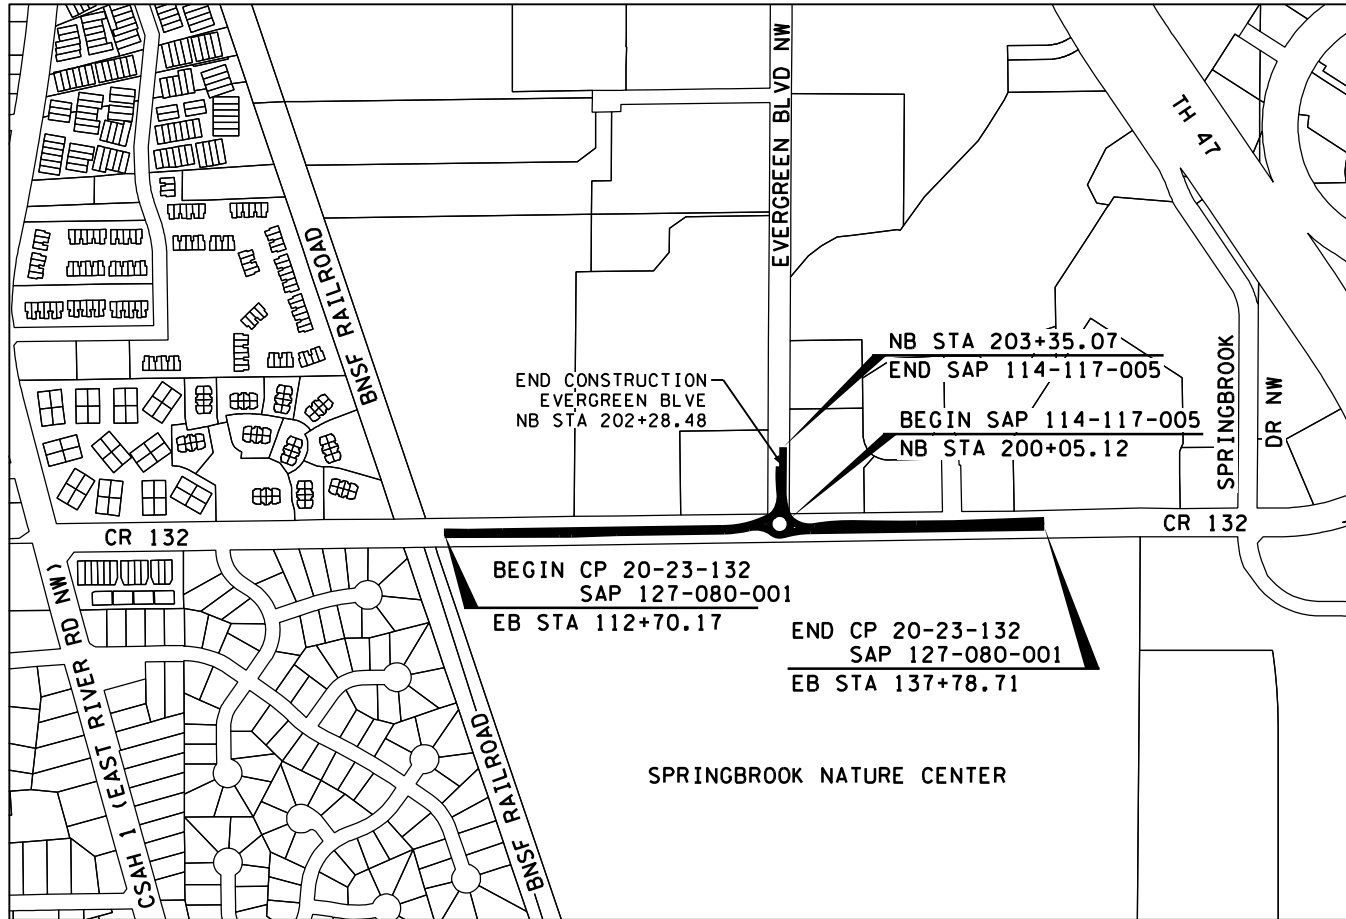 EVERGREEN BLVD NW
TH 47
BNSF RAILROAD
NB STA 203+35.07
END SAP 114-117-005
END CONSTRUCTION
EVERGREEN BLVE
NB STA 202+28.48
BEGIN SAP 114-117-005
NB STA 200+05.12
SPRINGBROOK
DR NW
CR 132
CR 132
BEGIN CP 20-23-132
SAP 127-080-001
EB STA 112+70.17
END CP 20-23-132
SAP 127-080-001
EB STA 137+78.71
CSAH 1 (EAST RIVER RD NW)
BNSF RAILROAD
SPRINGBROOK NATURE CENTER